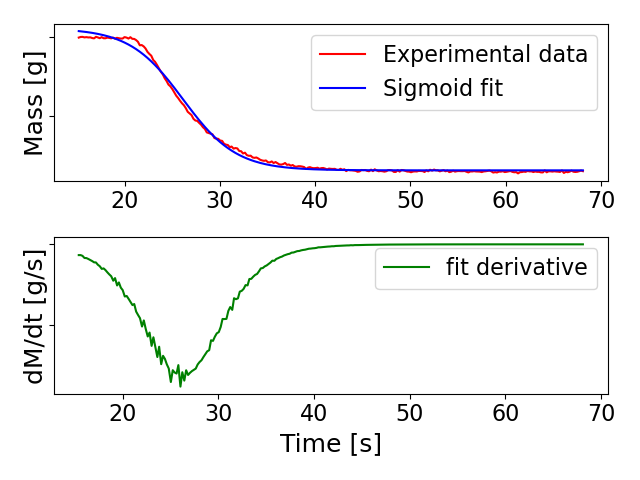 Mass [g]
Experimental data
Sigmoid fit
20 30 40 50 60 70
dM/dt [g/s]
fit derivative
20 30 40 50 60 70
Time [s]